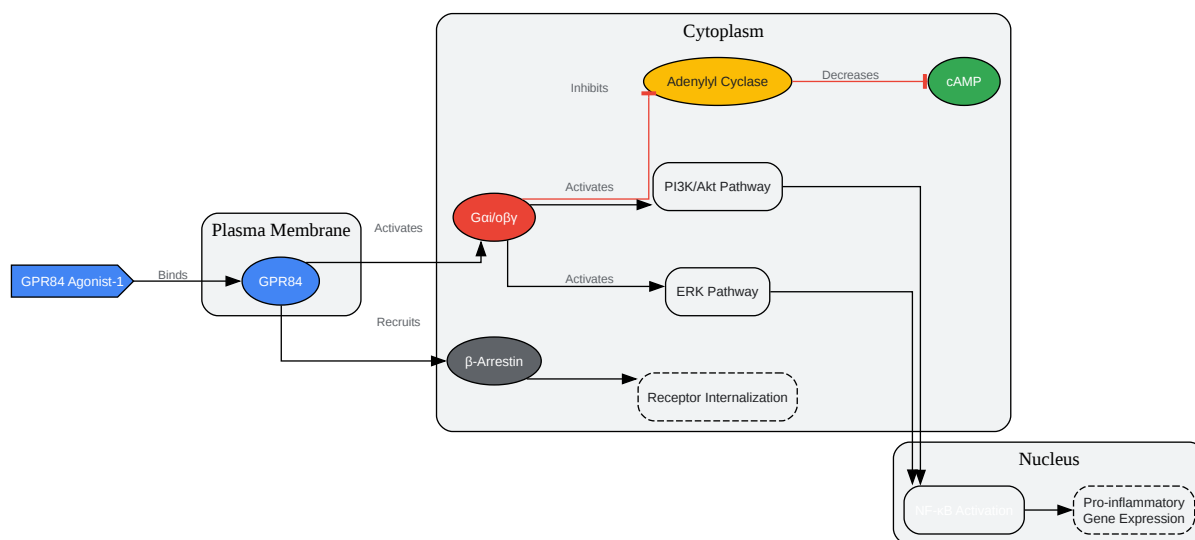 Cytoplasm
Inhibits
Adenylyl Cyclase
Decreases
cAMP
Activates
PI3K/Akt Pathway
Gαi/oβγ
Plasma Membrane
Activates
GPR84 Agonist-1
Binds
GPR84
Activates
ERK Pathway
Recruits
β-Arrestin
Receptor Internalization
Nucleus
NF-κB Activation
Pro-inflammatory
Gene Expression